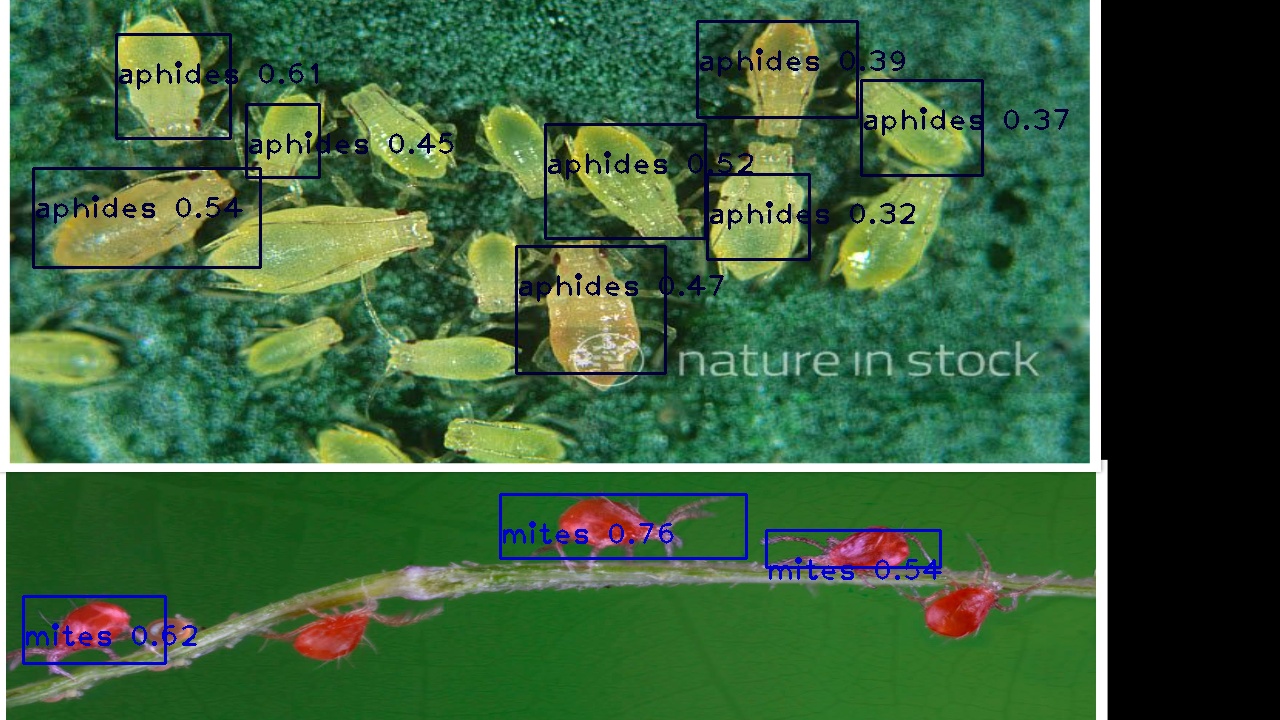 aphides 0.61
aphides 0.39
aphides 0.37
aphides 0.45
aphides 0.52
aphides 0.54
aphides 0.32
aphides 0.47
nature in stock
mites 0.76
mites 0.54
mites 0.62